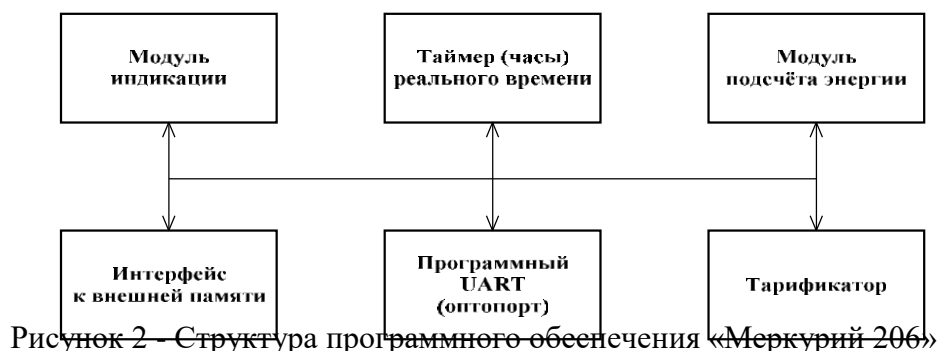 Модуль
индикации
Таймер (часы)
реального времени
Модуль
подсчёта энергии
Интерфейс
к внешней памяти
Программный
UART
(оптопорт)
Тарификатор
Рисунок 2 - Структура программного обеспечения «Меркурий 206»